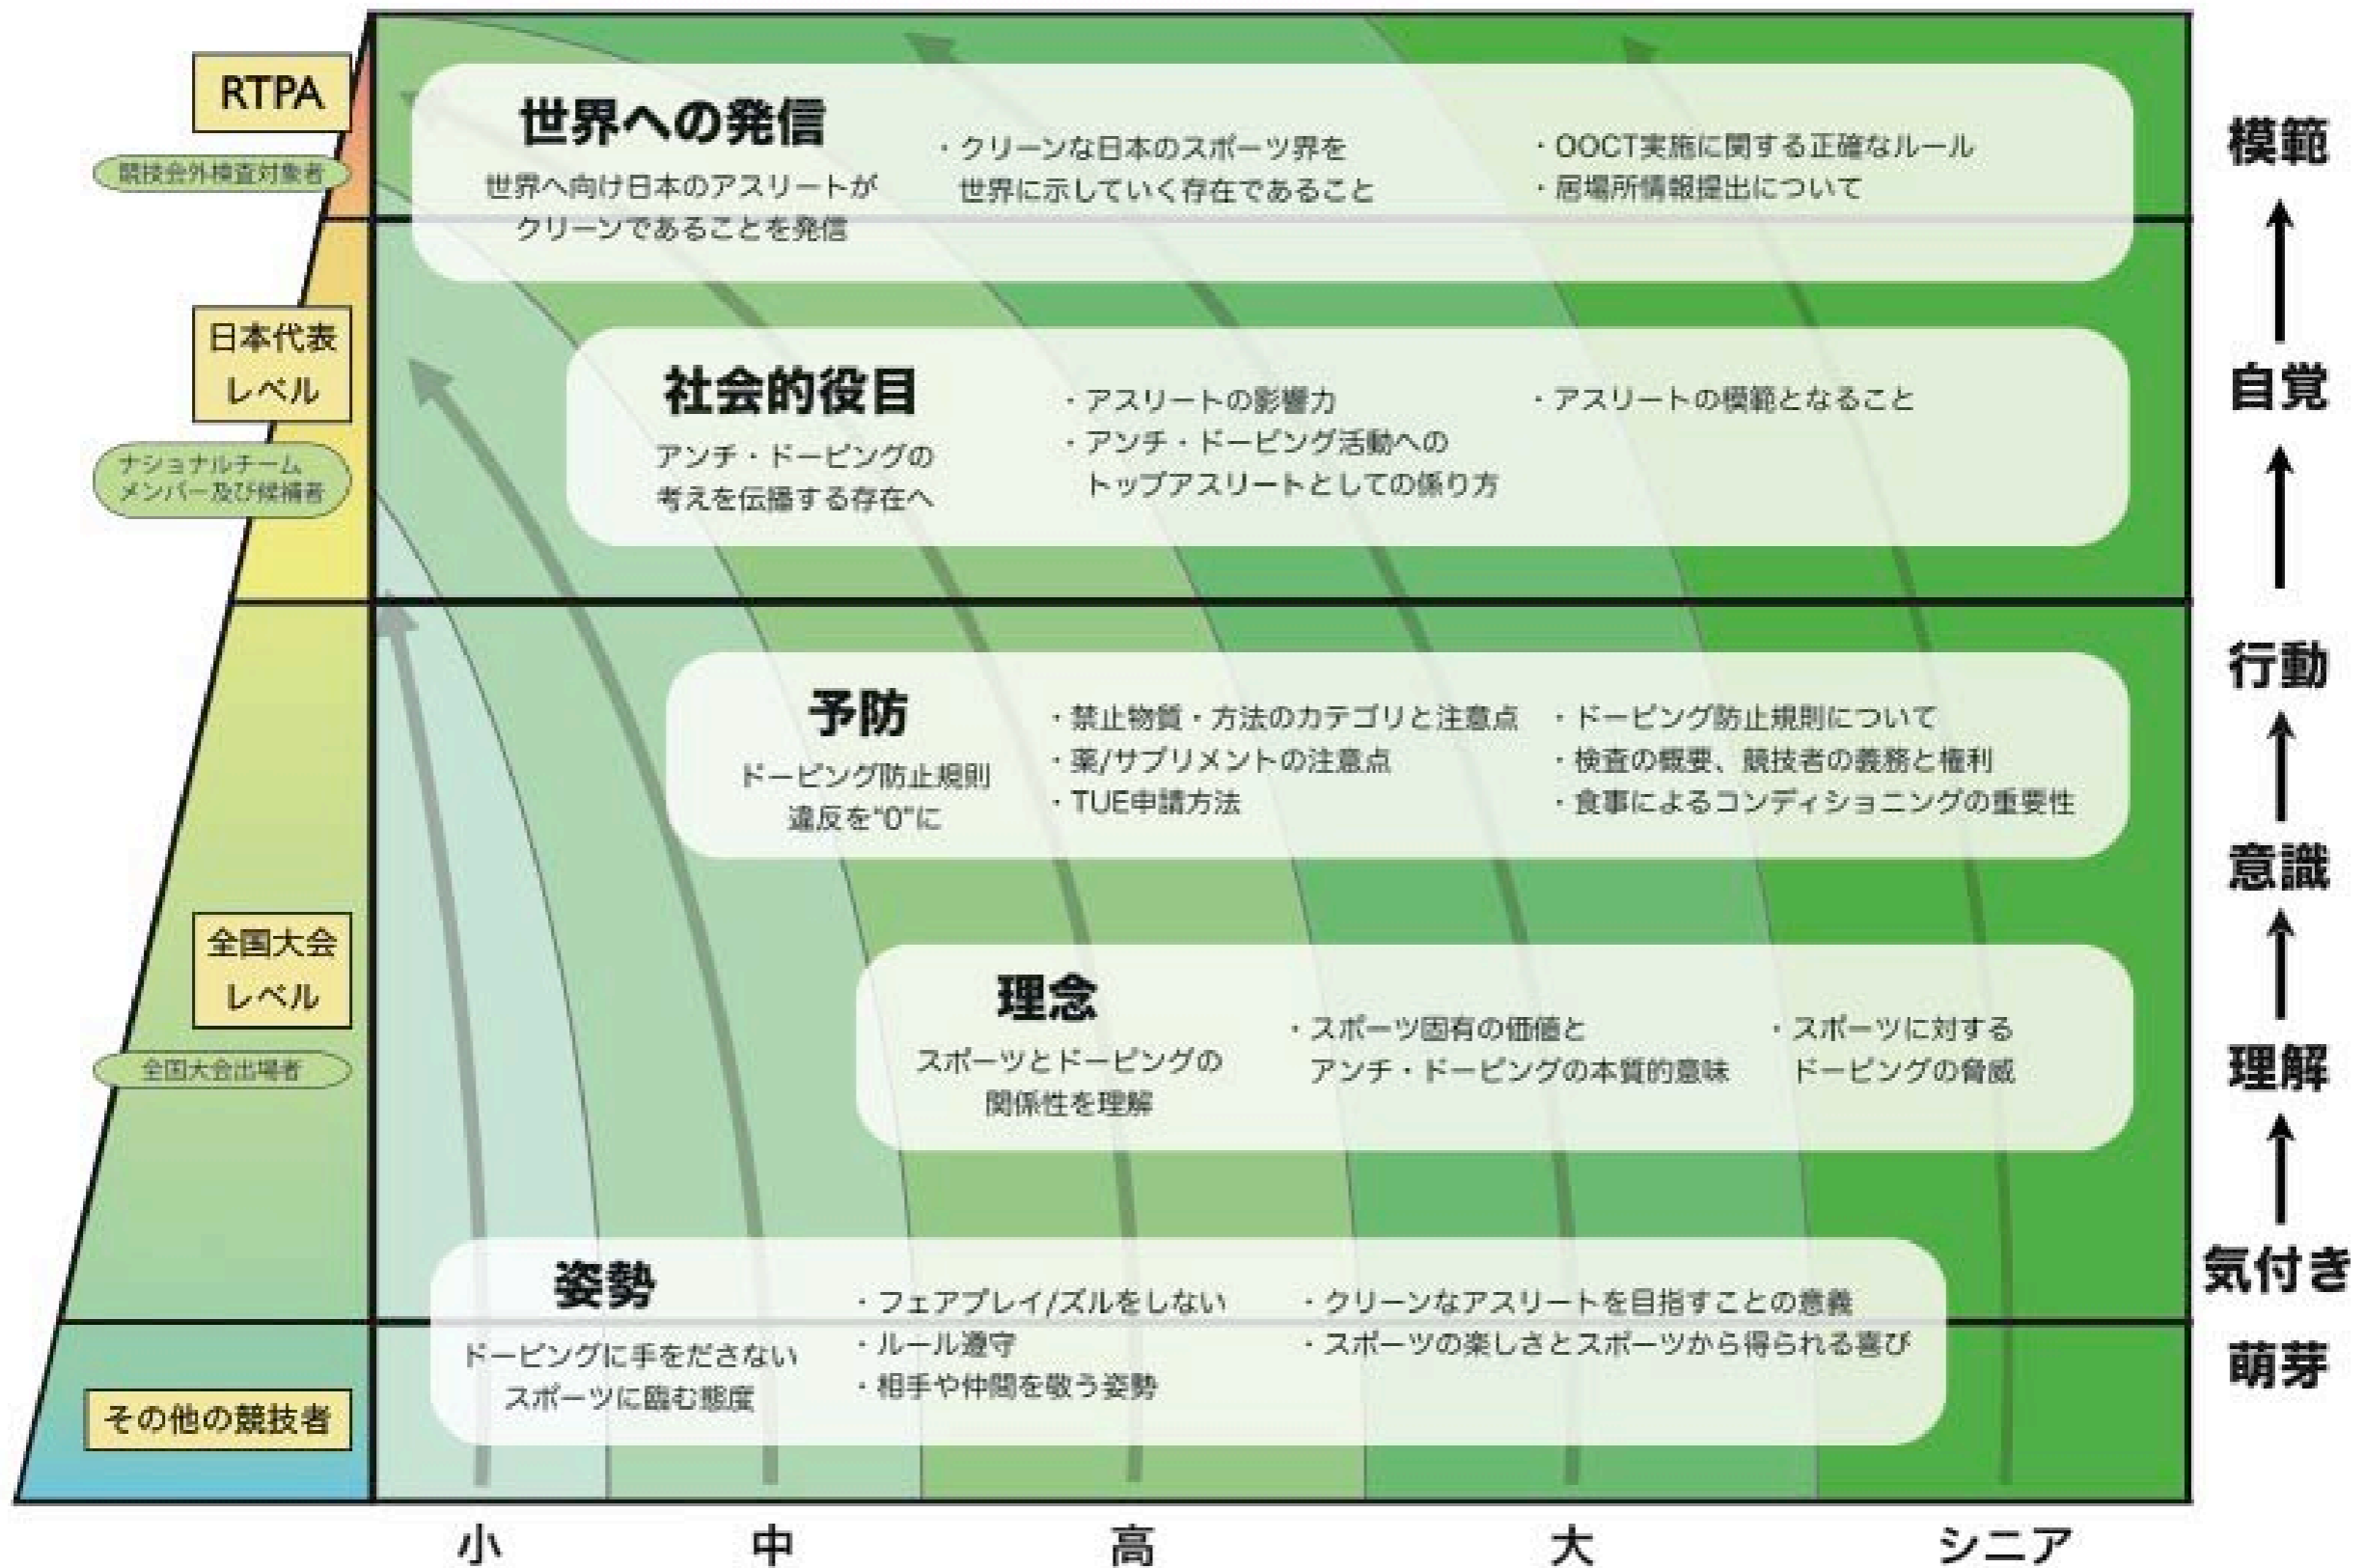 RTPA
競技会外検査対象者
世界への発信
世界へ向け日本のアスリートが
クリーンであることを発信
・クリーンな日本のスポーツ界を
世界に示していく存在であること
・OOCT実施に関する正確なルール
・居場所情報提出について
模範
日本代表
レベル
ナショナルチーム
メンバー及び候補者
社会的役目
アンチ・ドーピングの
考えを伝播する存在へ
・アスリートの影響力
・アンチ・ドーピング活動への
トップアスリートとしての係り方
・アスリートの模範となること
自覚
予防
ドーピング防止規則
違反を“0”に
・禁止物質・方法のカテゴリと注意点
・薬/サプリメントの注意点
・TUE申請方法
・ドーピング防止規則について
・検査の概要、競技者の義務と権利
・食事によるコンディショニングの重要性
行動
意識
全国大会
レベル
全国大会出場者
理念
スポーツとドーピングの
関係性を理解
・スポーツ固有の価値と
アンチ・ドーピングの本質的意味
・スポーツに対する
ドーピングの脅威
理解
姿勢
ドーピングに手をださない
スポーツに臨む態度
・フェアプレイ/ズルをしない
・ルール遵守
・相手や仲間を敬う姿勢
・クリーンなアスリートを目指すことの意義
・スポーツの楽しさとスポーツから得られる喜び
気付き
萌芽
その他の競技者
小
中
高
大
シニア